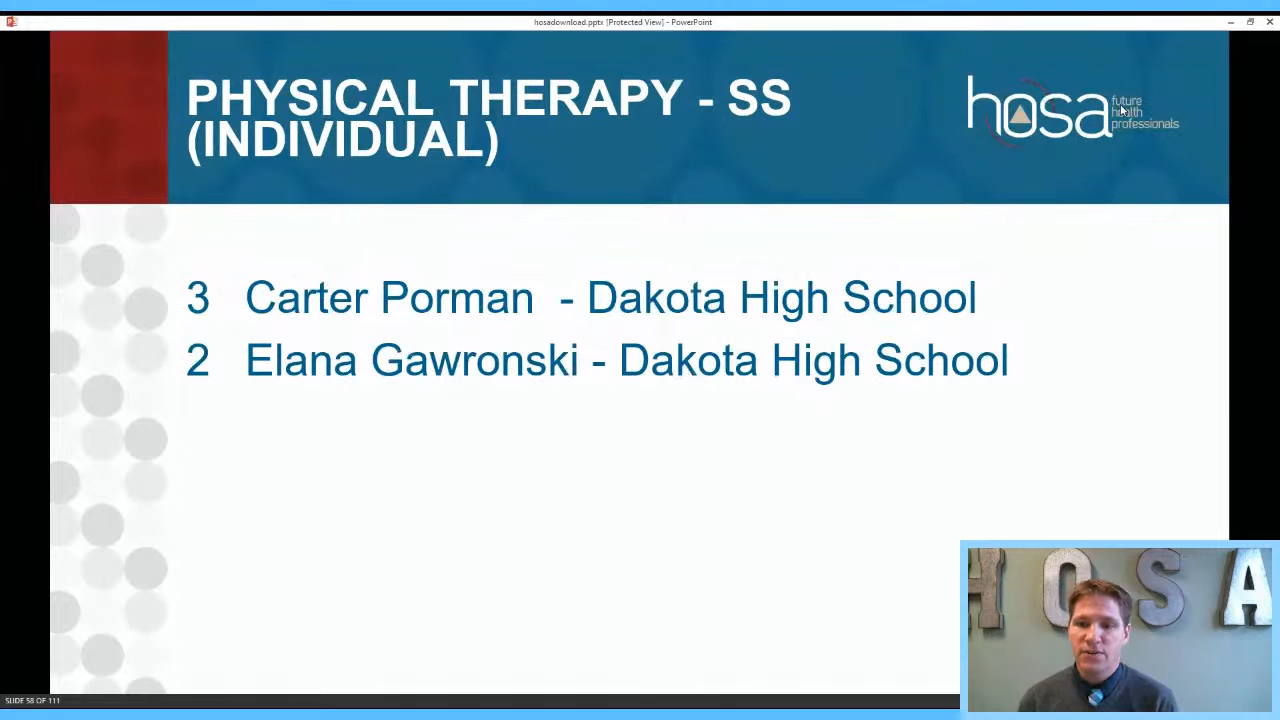 hosadownload.pptx [Protected View] - PowerPoint
PHYSICAL THERAPY - SS
(INDIVIDUAL)
hosa
future
health
professionals
3 Carter Porman - Dakota High School
2 Elana Gawronski - Dakota High School
HOSA
SLIDE 58 OF 111